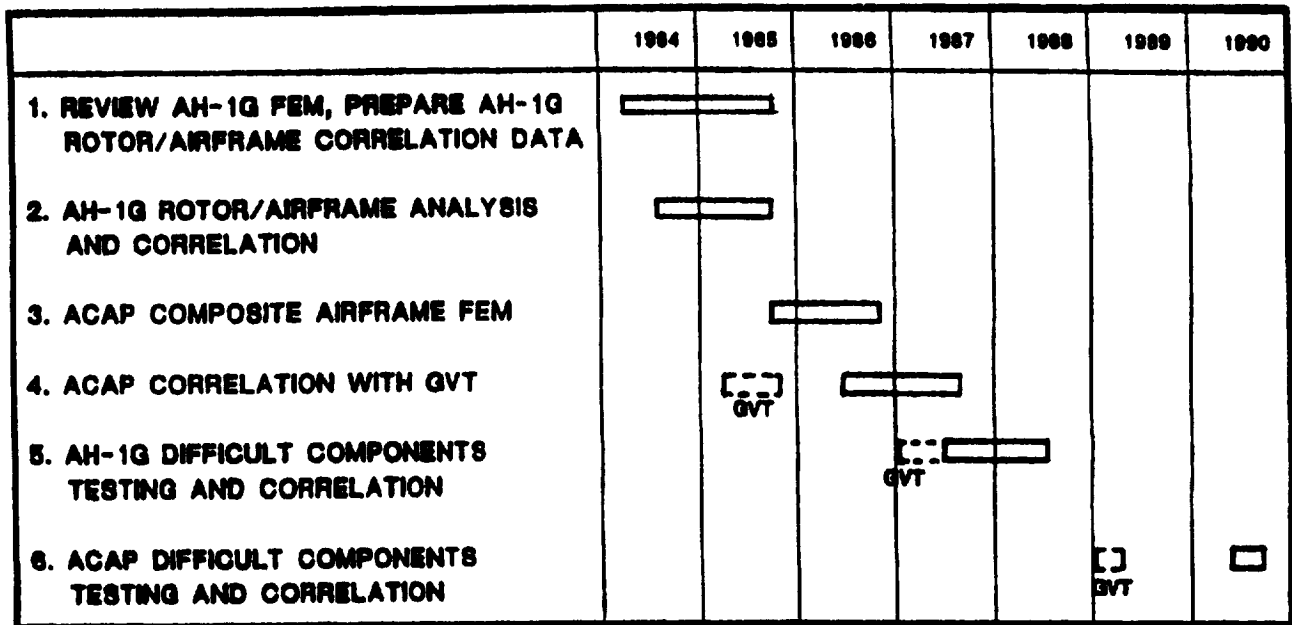 1984 1985 1986 1987 1988 1989 1990
1. REVIEW AH-1G FEM, PREPARE AH-1G
ROTOR/AIRFRAME CORRELATION DATA
2. AH-1G ROTOR/AIRFRAME ANALYSIS
AND CORRELATION
3. ACAP COMPOSITE AIRFRAME FEM
4. ACAP CORRELATION WITH GVT
GVT
5. AH-1G DIFFICULT COMPONENTS
TESTING AND CORRELATION
GVT
6. ACAP DIFFICULT COMPONENTS
TESTING AND CORRELATION
GVT